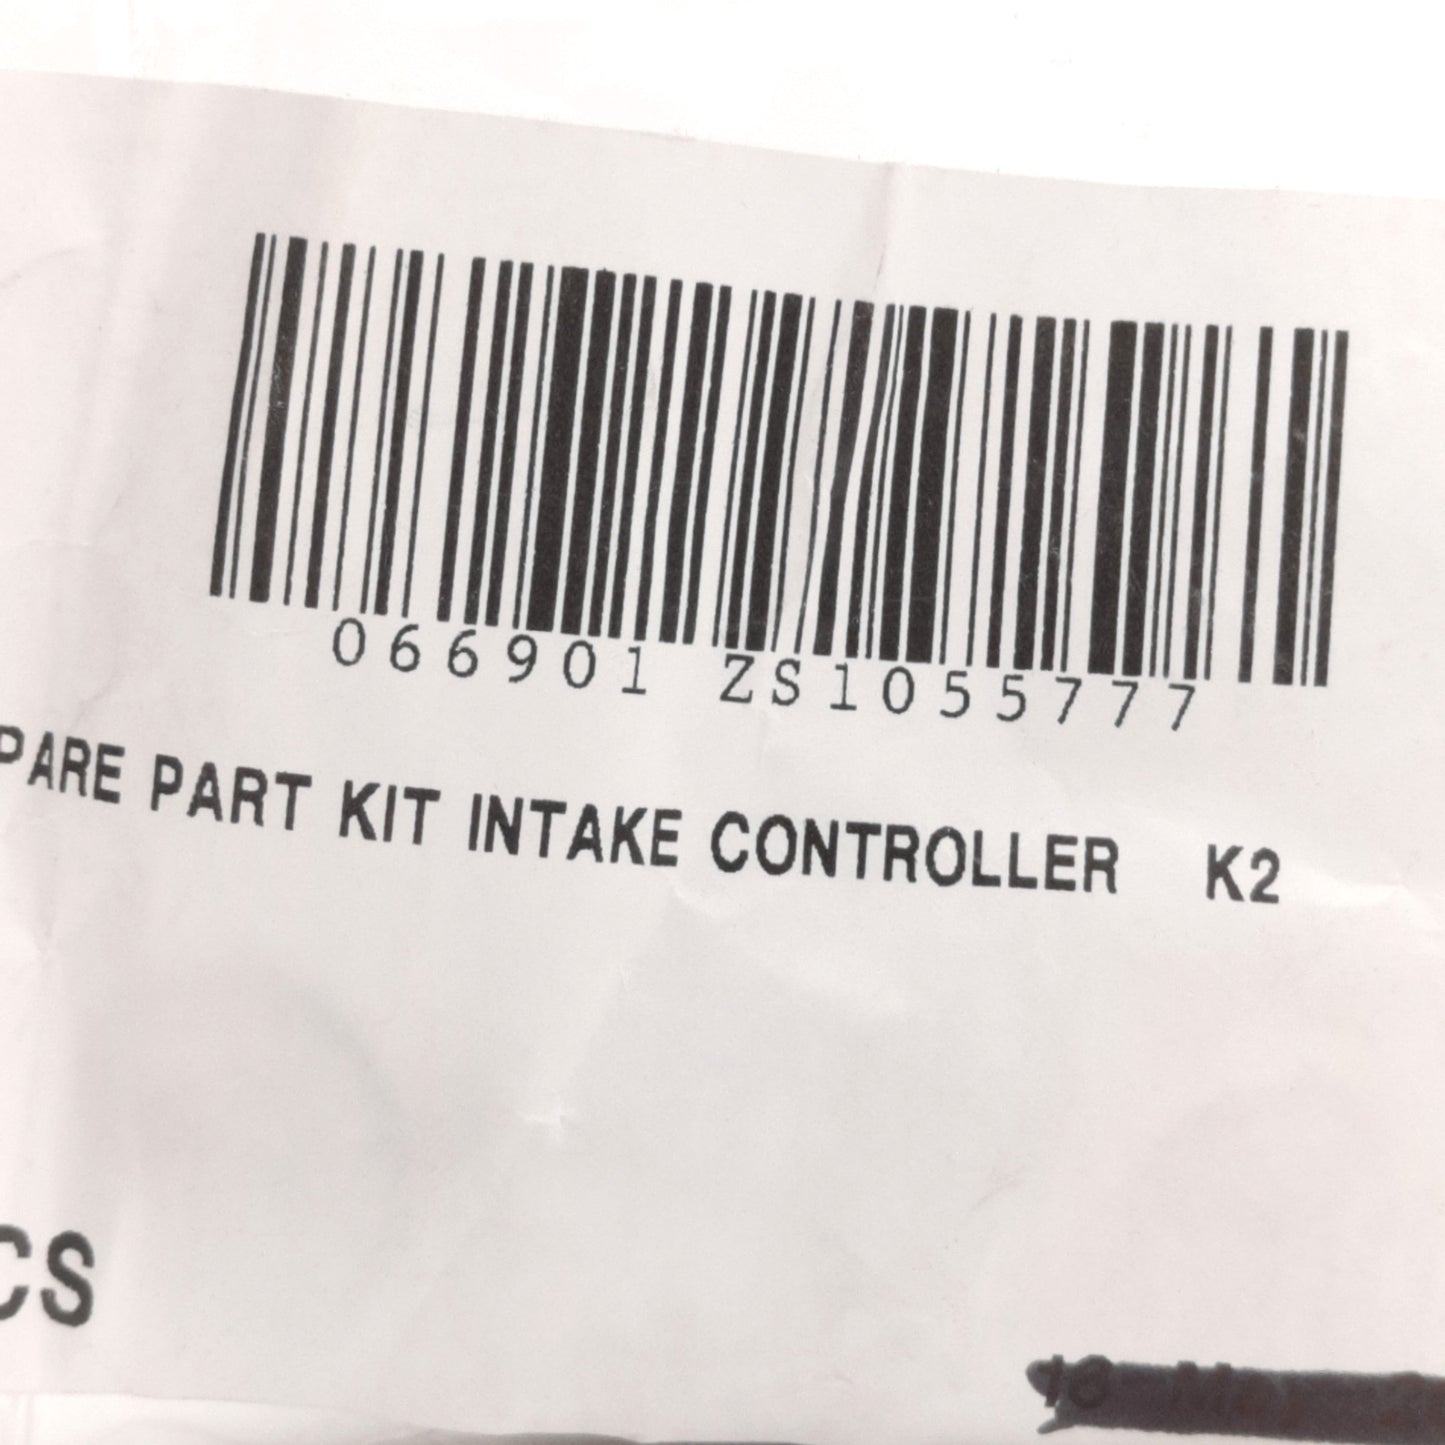 066901 ZS1055777
PARE PART KIT INTAKE CONTROLLER K2
CS